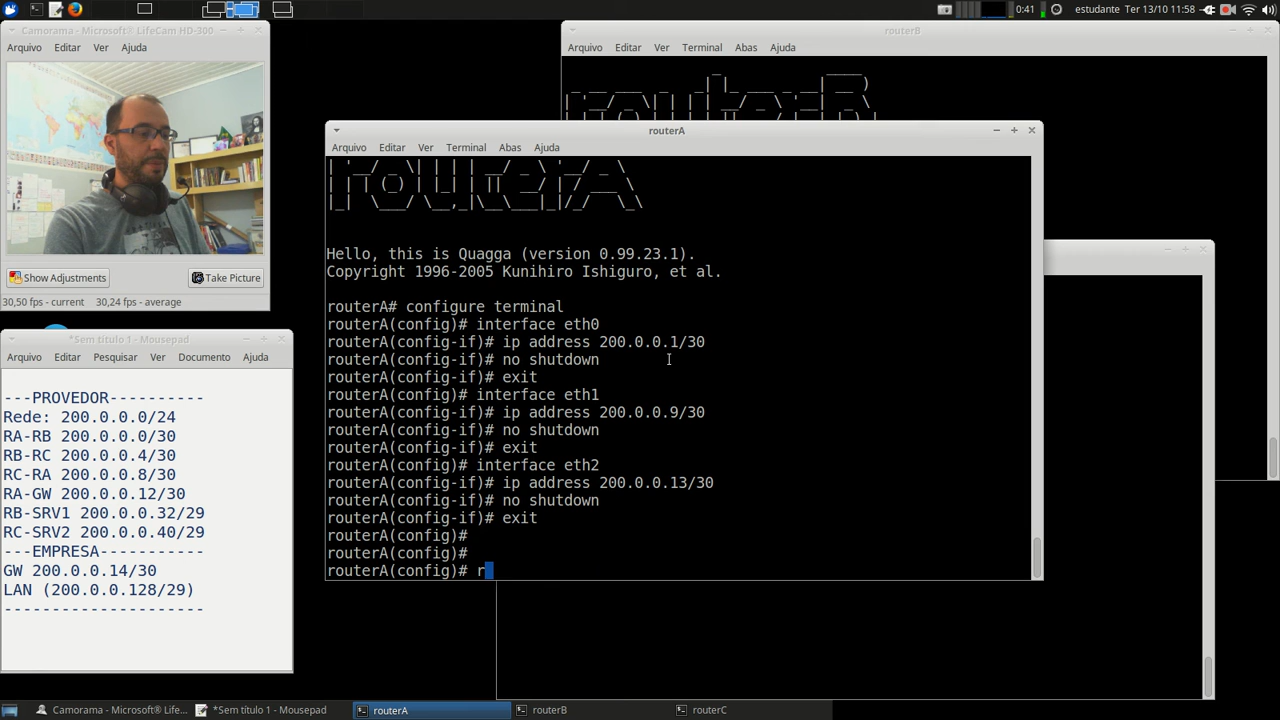 0:41 estudante Ter 13/10 11:58
Camorama - Microsoft® LifeCam HD-300
Arquivo Editar Ver Ajuda
Show Adjustments Take Picture
30,50 fps - current 30,24 fps - average
*Sem título 1 - Mousepad
Arquivo Editar Pesquisar Ver Documento Ajuda
---PROVEDOR----------
Rede: 200.0.0.0/24
RA-RB 200.0.0.0/30
RB-RC 200.0.0.4/30
RC-RA 200.0.0.8/30
RA-GW 200.0.0.12/30
RB-SRV1 200.0.0.32/29
RC-SRV2 200.0.0.40/29
---EMPRESA-----------
GW 200.0.0.14/30
LAN (200.0.0.128/29)
---------------------
routerB
Arquivo Editar Ver Terminal Abas Ajuda
routerB
routerA
Arquivo Editar Ver Terminal Abas Ajuda
routerA
Hello, this is Quagga (version 0.99.23.1).
Copyright 1996-2005 Kunihiro Ishiguro, et al.
routerA# configure terminal
routerA(config)# interface eth0
routerA(config-if)# ip address 200.0.0.1/30
routerA(config-if)# no shutdown
routerA(config-if)# exit
routerA(config)# interface eth1
routerA(config-if)# ip address 200.0.0.9/30
routerA(config-if)# no shutdown
routerA(config-if)# exit
routerA(config)# interface eth2
routerA(config-if)# ip address 200.0.0.13/30
routerA(config-if)# no shutdown
routerA(config-if)# exit
routerA(config)#
routerA(config)#
routerA(config)# r
Camorama - Microsoft® Life... *Sem título 1 - Mousepad routerA routerB routerC